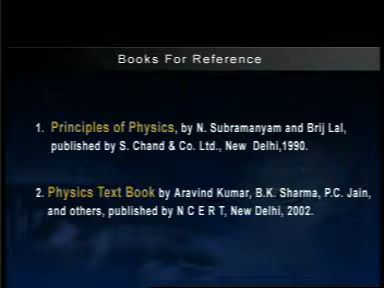 Books For Reference
1. Principles of Physics, by N. Subramanyam and Brij Lal,
published by S. Chand & Co. Ltd., New Delhi,1990.
2. Physics Text Book by Aravind Kumar, B.K. Sharma, P.C. Jain,
and others, published by N C E R T, New Delhi, 2002.